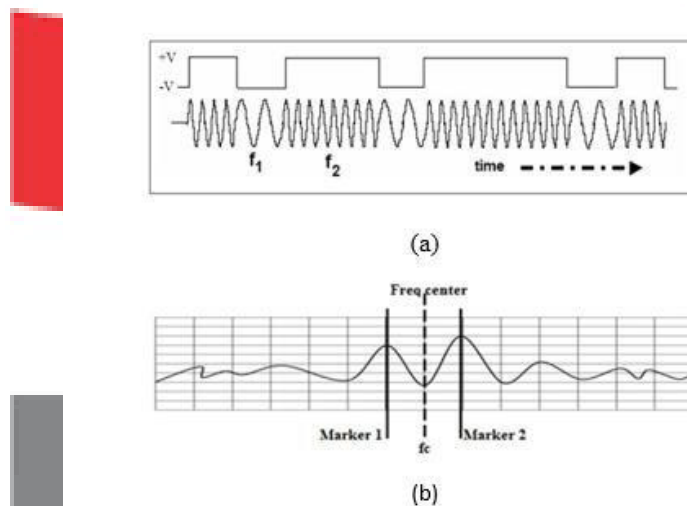 +V
-V
f1 f2 time
(a)
Freq center
Marker 1 Marker 2
fc
(b)